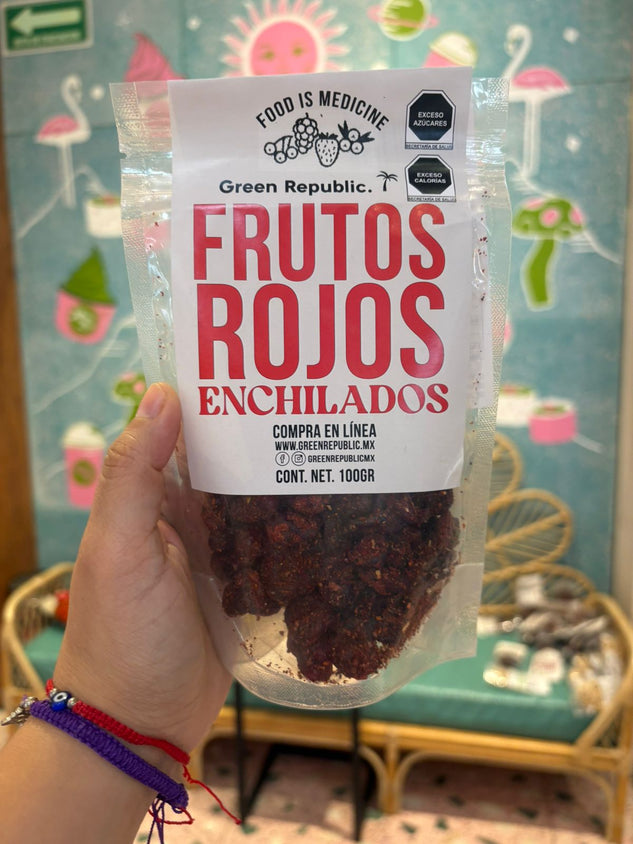 FOOD IS MEDICINE
EXCESO
AZÚCARES
SECRETARÍA DE SALUD
EXCESO
CALORÍAS
SECRETARÍA DE SALUD
Green Republic.
FRUTOS
ROJOS
ENCHILADOS
COMPRA EN LÍNEA
WWW.GREENREPUBLIC.MX
GREENREPUBLICMX
CONT. NET. 100GR